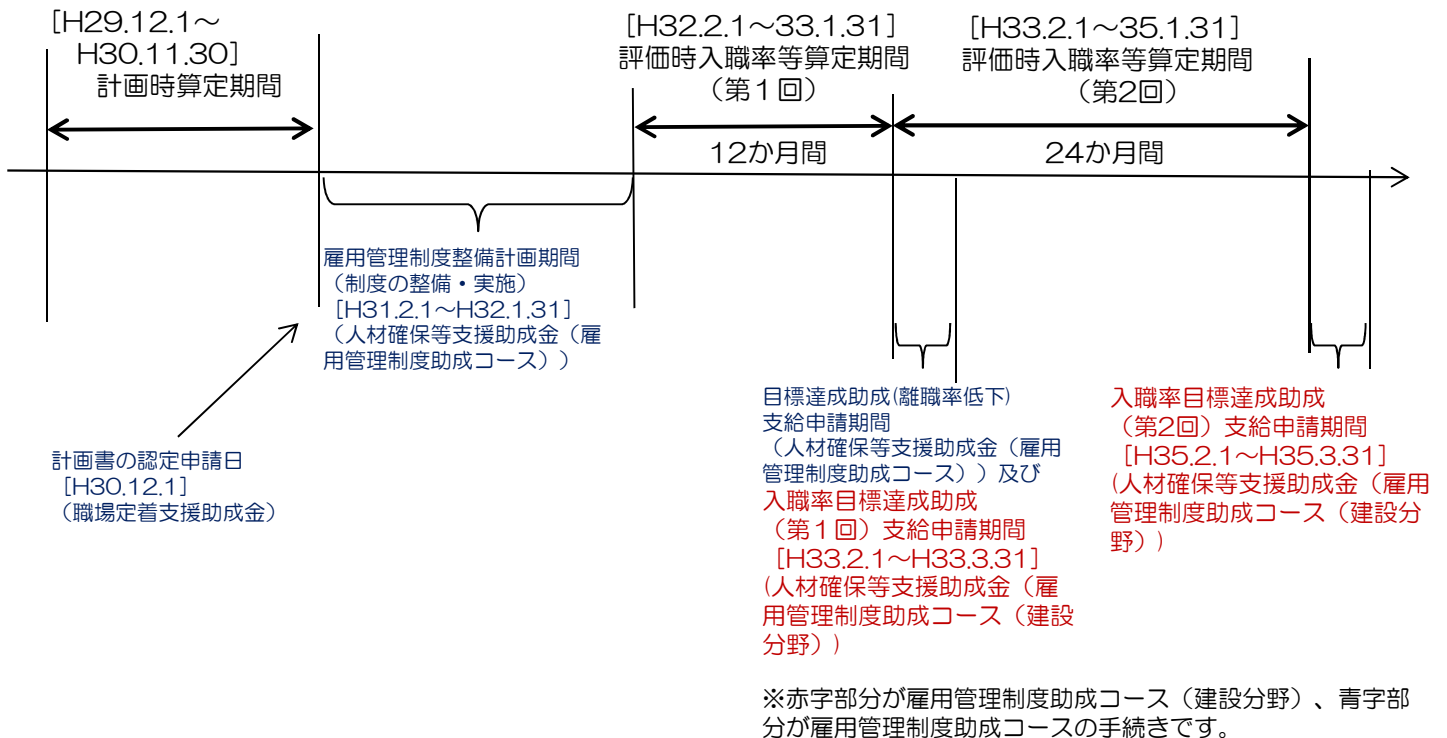 [H29.12.1～
H30.11.30]
計画時算定期間
[H32.2.1～33.1.31]
評価時入職率等算定期間
（第１回）
[H33.2.1～35.1.31]
評価時入職率等算定期間
（第2回）
12か月間
24か月間
雇用管理制度整備計画期間
（制度の整備・実施）
[H31.2.1～H32.1.31]
（人材確保等支援助成金（雇
用管理制度助成コース））
計画書の認定申請日
[H30.12.1]
（職場定着支援助成金）
目標達成助成(離職率低下)
支給申請期間
（人材確保等支援助成金（雇用
管理制度助成コース））及び
入職率目標達成助成
（第１回）支給申請期間
[H33.2.1～H33.3.31]
(人材確保等支援助成金（雇
用管理制度助成コース（建設
分野）)
入職率目標達成助成
（第2回）支給申請期間
[H35.2.1～H35.3.31]
(人材確保等支援助成金（雇用
管理制度助成コース（建設分
野）)
※赤字部分が雇用管理制度助成コース（建設分野）、青字部
分が雇用管理制度助成コースの手続きです。